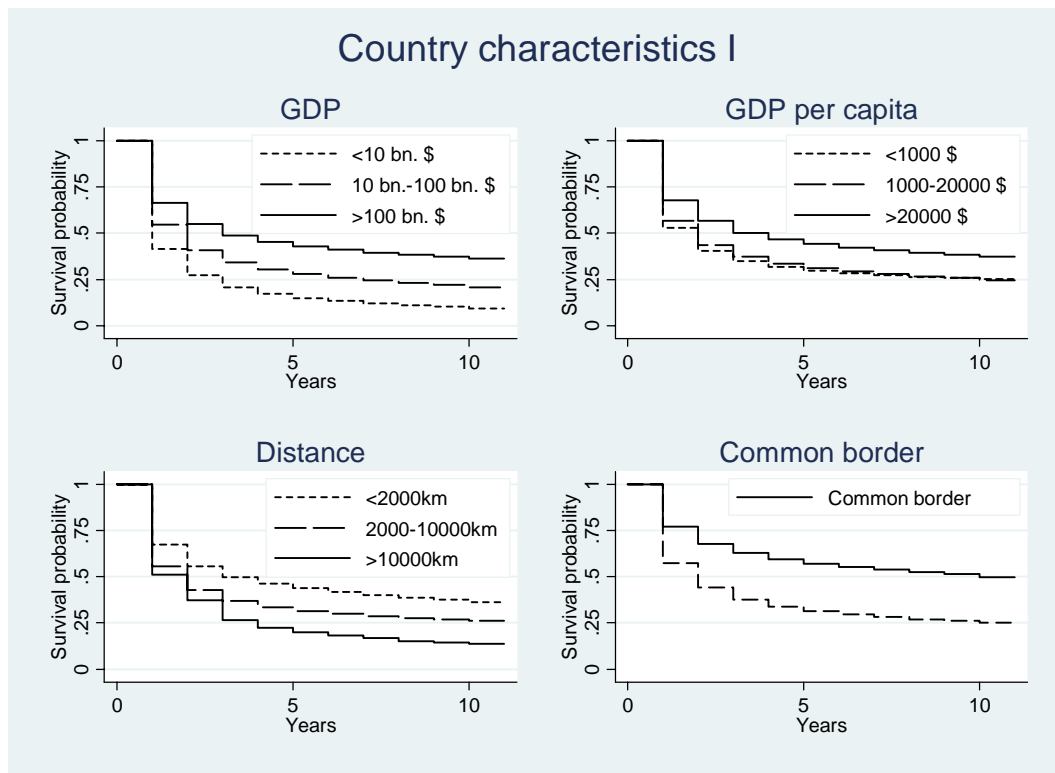 Country characteristics I
GDP
Survival probability
0 .25 .5 .75 1
<10 bn. $
10 bn.-100 bn. $
>100 bn. $
0 5 10
Years
GDP per capita
Survival probability
0 .25 .5 .75 1
<1000 $
1000-20000 $
>20000 $
0 5 10
Years
Distance
Survival probability
0 .25 .5 .75 1
<2000km
2000-10000km
>10000km
0 5 10
Years
Common border
Survival probability
0 .25 .5 .75 1
Common border
0 5 10
Years